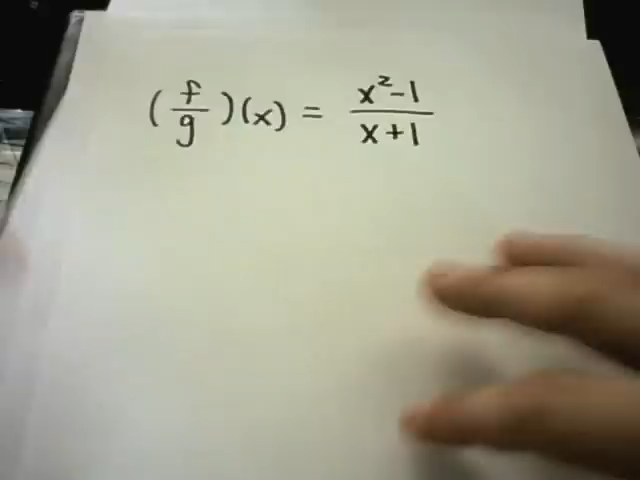 (f/g)(x) = x²-1/x+1